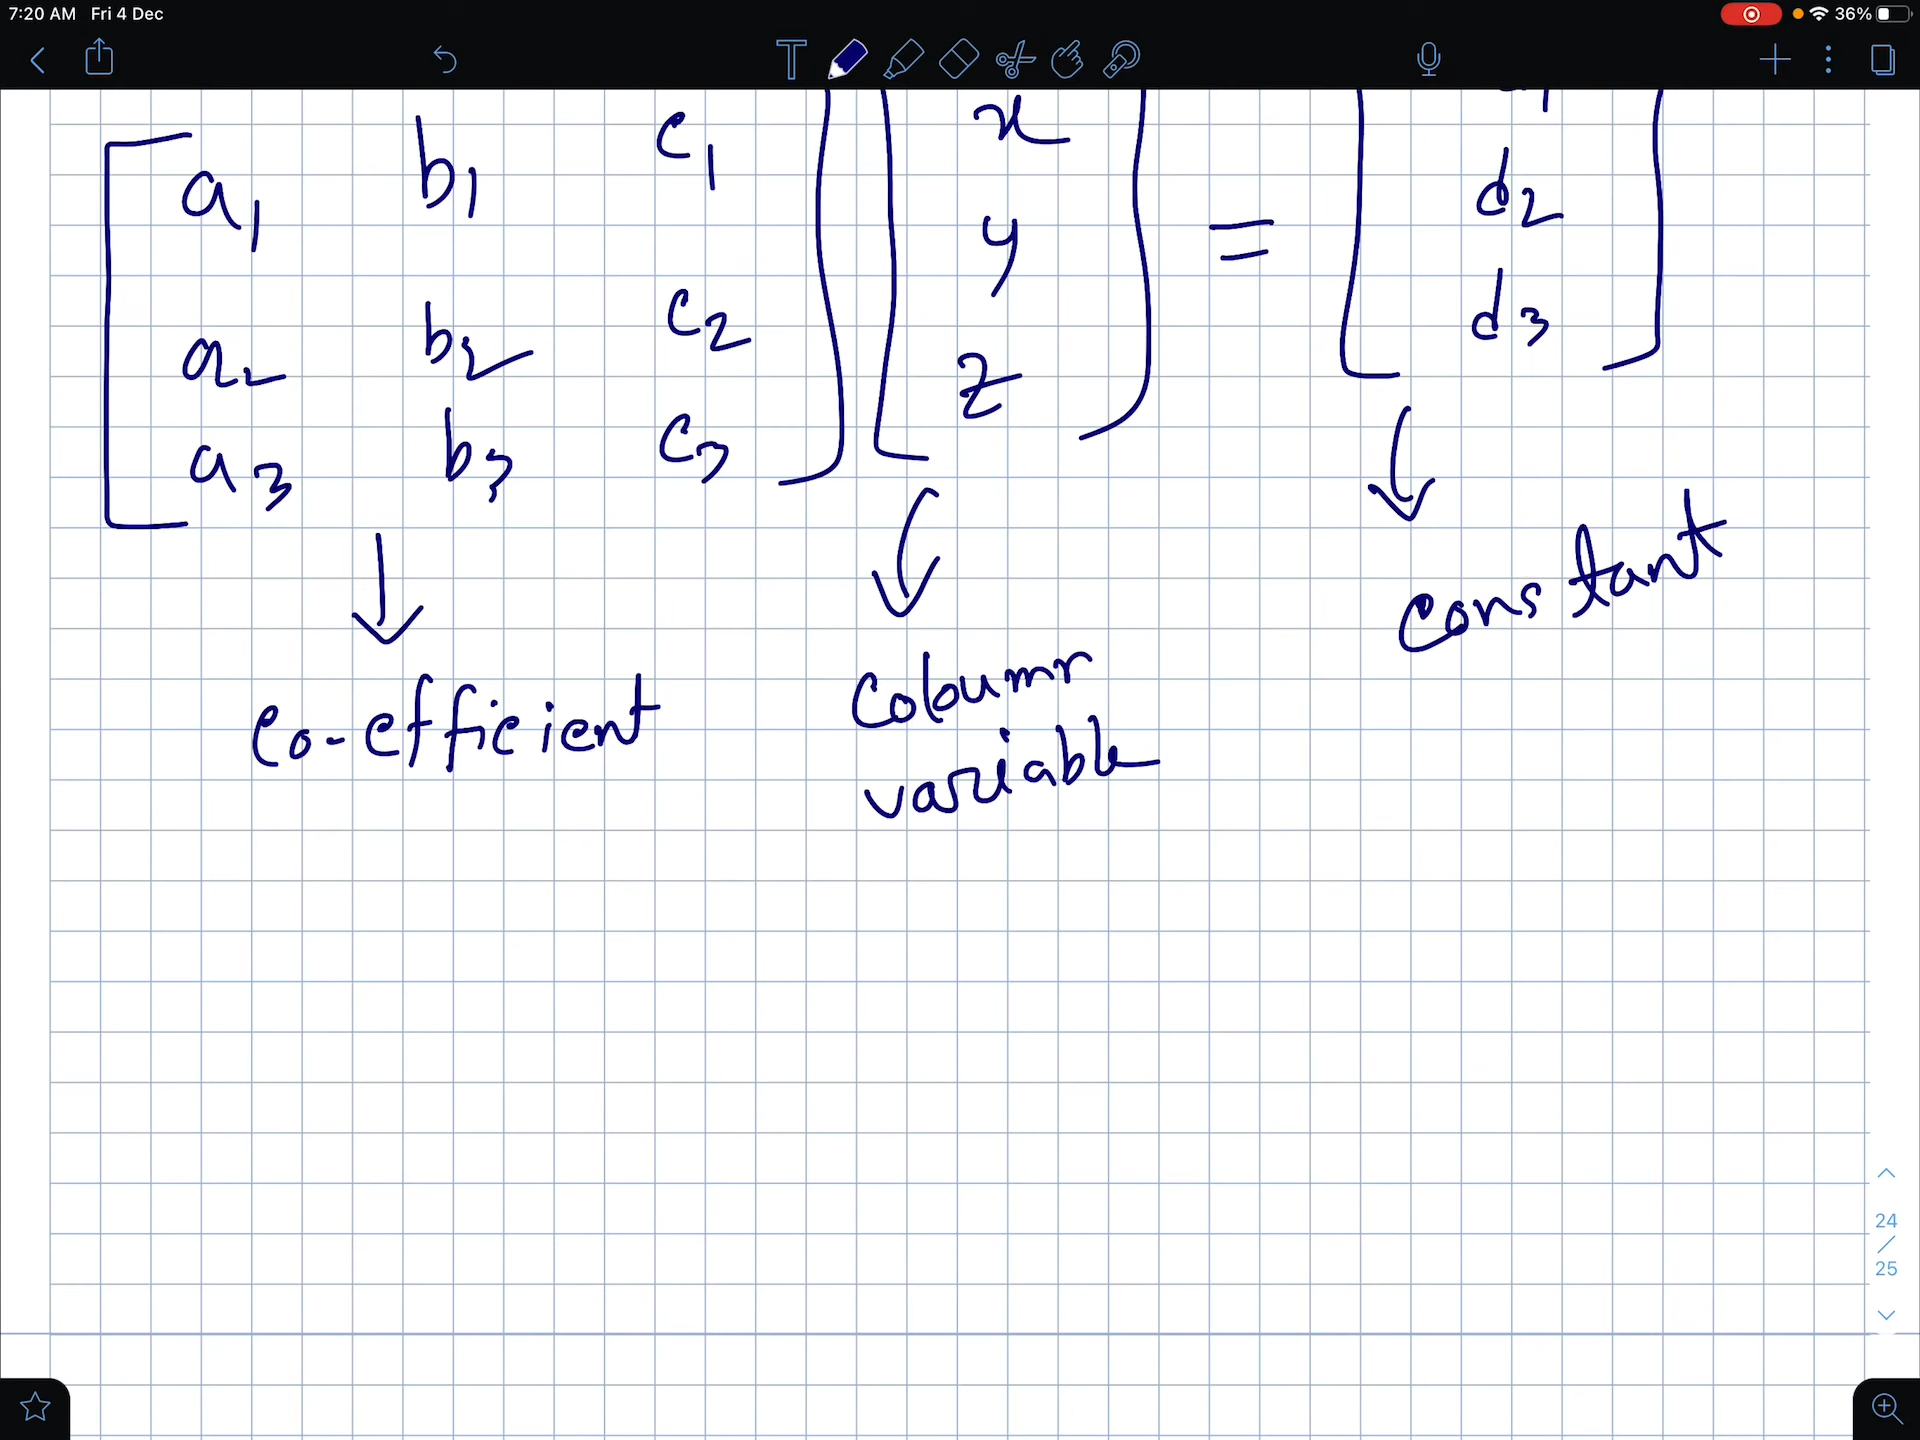 7:20 AM Fri 4 Dec
36%
T
a1 b1 c1 x
a2 b2 c2 y = d2
a3 b3 c3 z d3
constant
co-efficient
Coloumn
variable
24
/
25